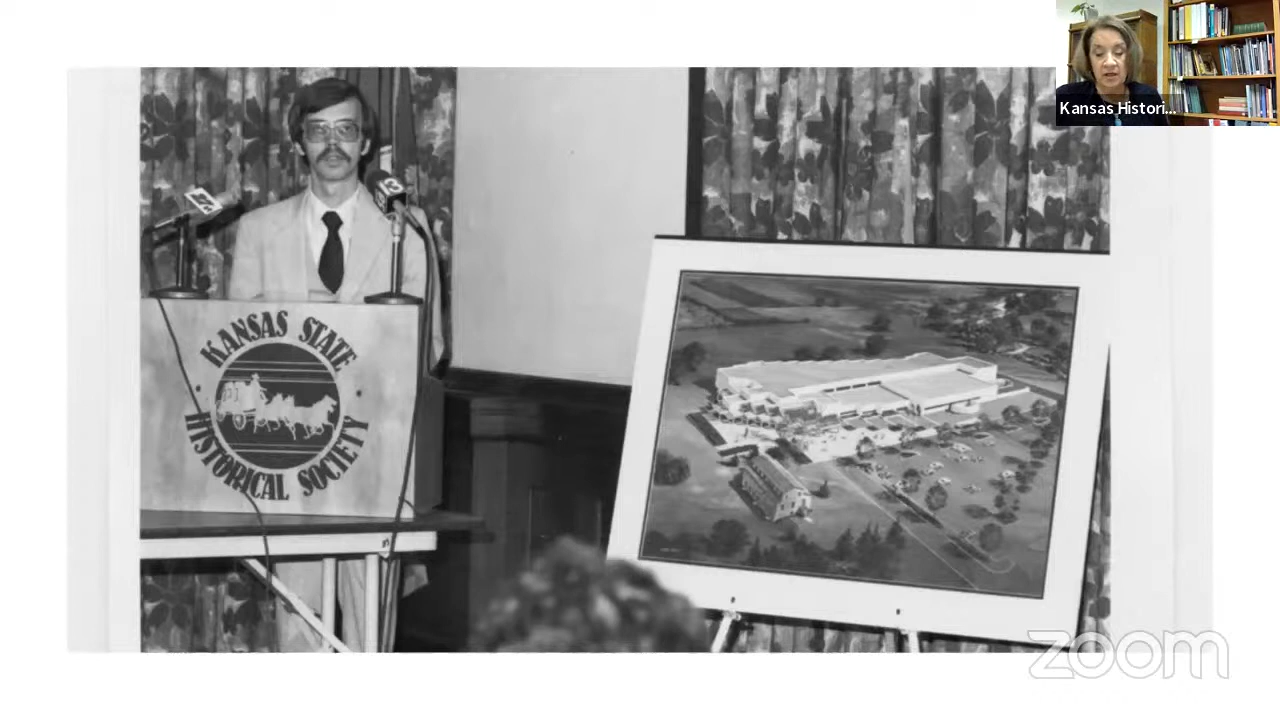 Kansas Histori...
13
KANSAS STATE
HISTORICAL SOCIETY
zoom